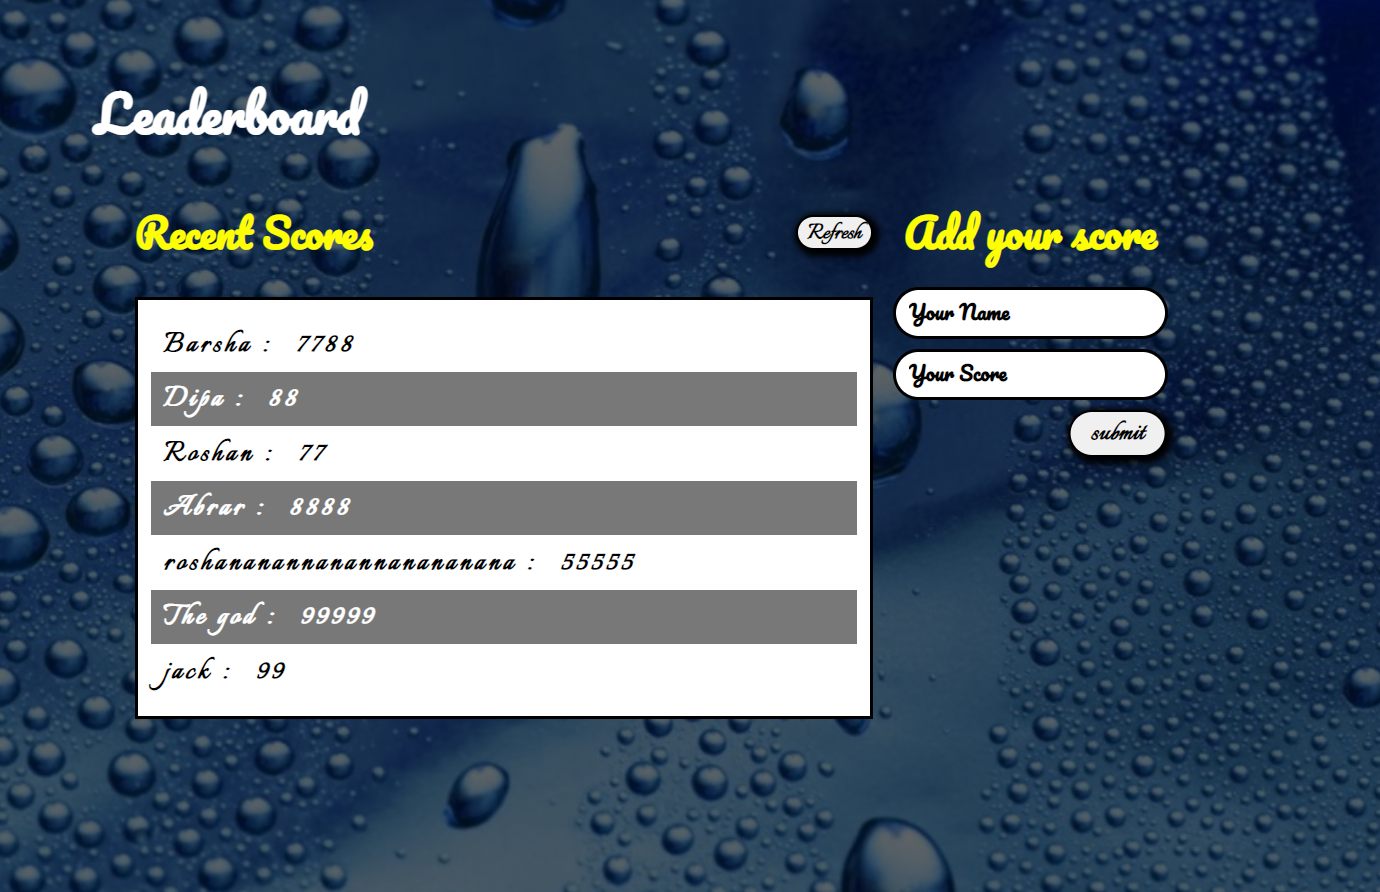 Leaderboard
Recent Scores
Refresh
Barsha : 7788
Dipa : 88
Roshan : 77
Abrar : 8888
roshananannanannanananana : 55555
The god : 99999
jack : 99
Add your score
Your Name
Your Score
submit